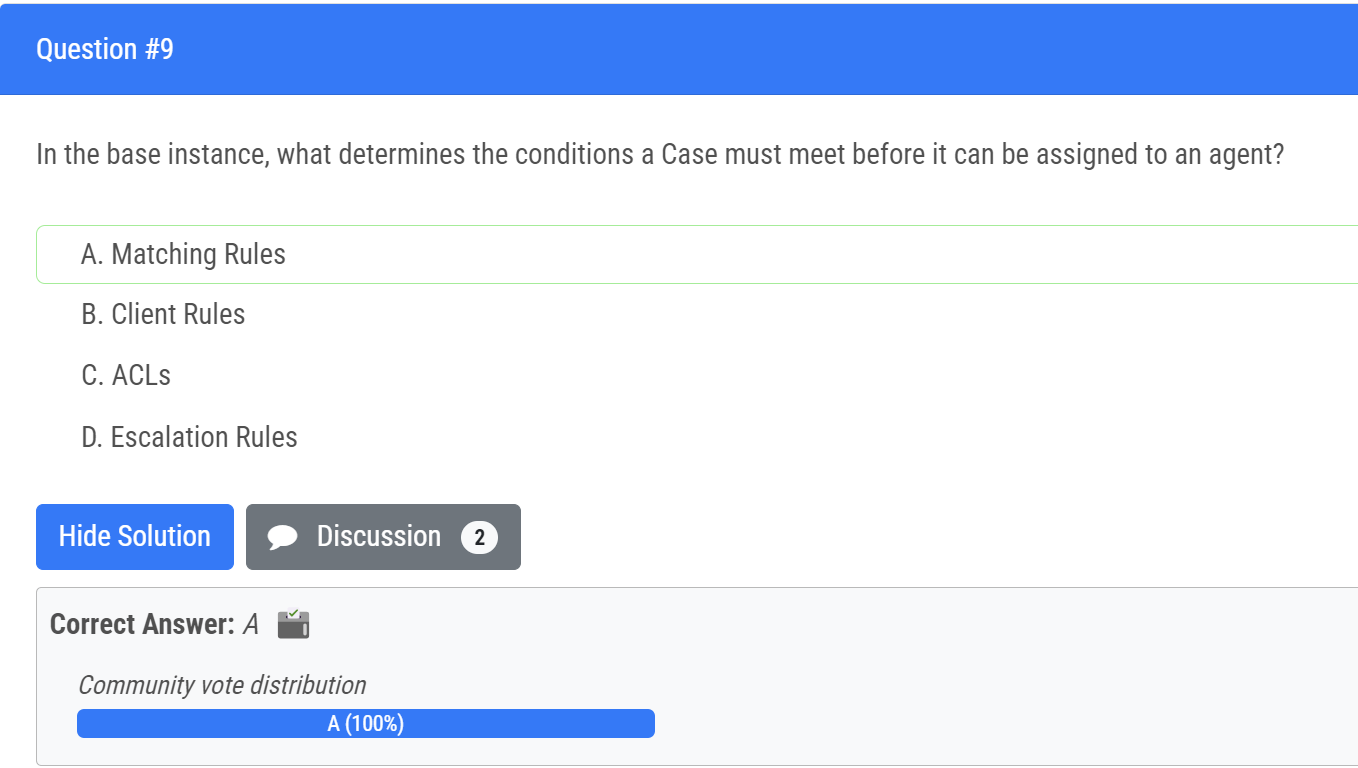 Question #9
In the base instance, what determines the conditions a Case must meet before it can be assigned to an agent?
A. Matching Rules
B. Client Rules
C. ACLs
D. Escalation Rules
Hide Solution
Discussion 2
Correct Answer: A
Community vote distribution
A (100%)